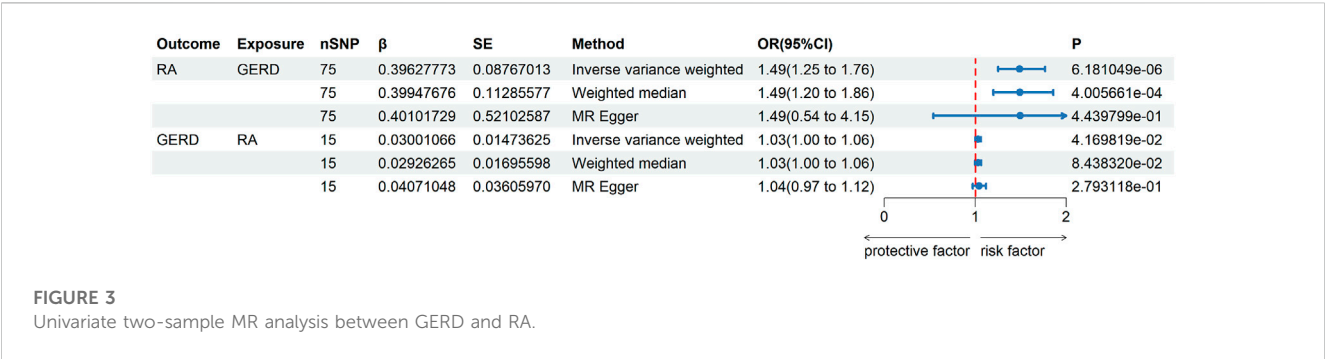 Outcome Exposure nSNP β SE Method OR(95%CI) P
RA GERD 75 0.39627773 0.08767013 Inverse variance weighted 1.49(1.25 to 1.76) 6.181049e-06
75 0.39947676 0.11285577 Weighted median 1.49(1.20 to 1.86) 4.005661e-04
75 0.40101729 0.52102587 MR Egger 1.49(0.54 to 4.15) 4.439799e-01
GERD RA 15 0.03001066 0.01473625 Inverse variance weighted 1.03(1.00 to 1.06) 4.169819e-02
15 0.02926265 0.01695598 Weighted median 1.03(1.00 to 1.06) 8.438320e-02
15 0.04071048 0.03605970 MR Egger 1.04(0.97 to 1.12) 2.793118e-01
0 1 2
protective factor risk factor
FIGURE 3
Univariate two-sample MR analysis between GERD and RA.